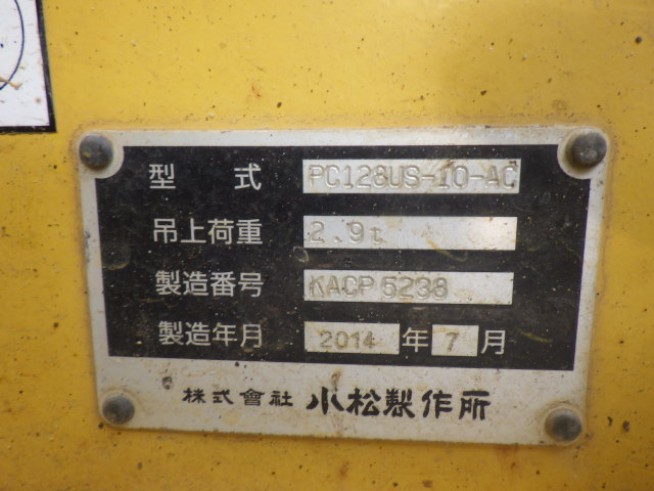 型式 PC128US-10-AC
吊上荷重 2.9t
製造番号 KACP 5238
製造年月 2014 年 7 月
株式會社 小松製作所